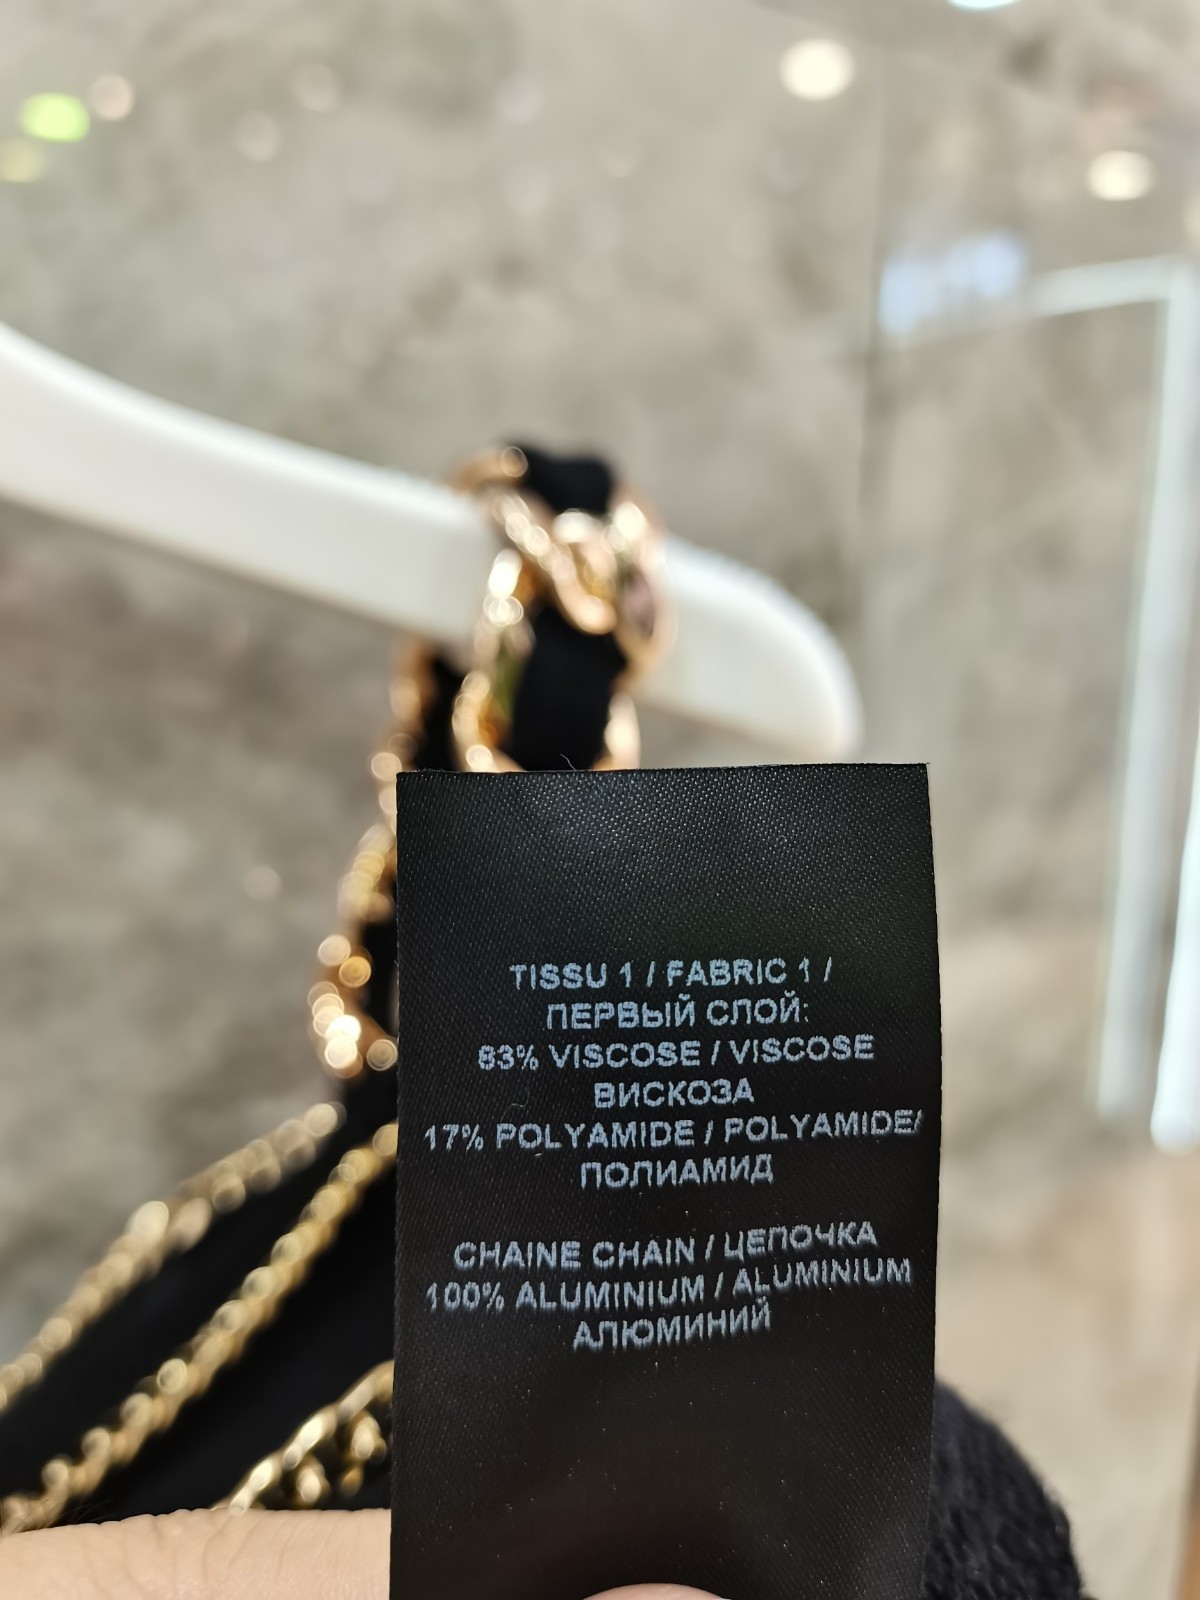 TISSU 1 / FABRIC 1 /
ПЕРВЫЙ СЛОЙ:
83% VISCOSE / VISCOSE
ВИСКОЗА
17% POLYAMIDE / POLYAMIDE/
ПОЛИАМИД
CHAINE CHAIN / ЦЕПОЧКА
100% ALUMINIUM / ALUMINIUM
АЛЮМИНИЙ